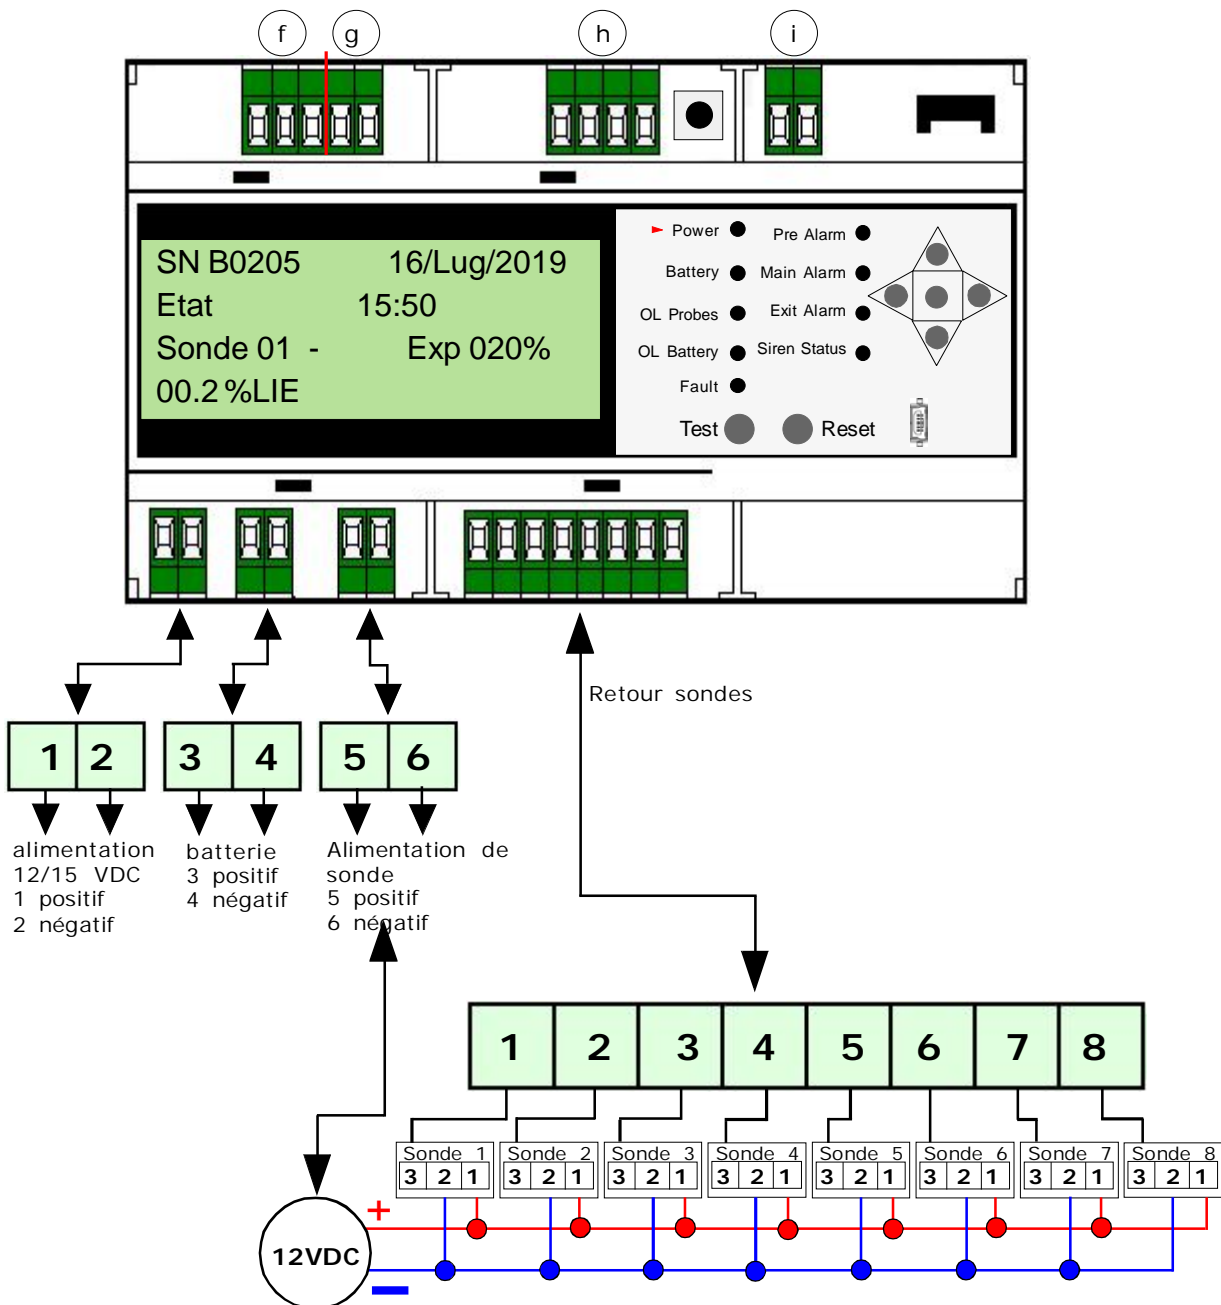 f g h i
SN B0205 16/Lug/2019
Etat 15:50
Sonde 01 - Exp 020%
00.2 %LIE
Power Pre Alarm
Battery Main Alarm
OL Probes Exit Alarm
OL Battery Siren Status
Fault
Test Reset
Retour sondes
1 2 3 4 5 6
alimentation
12/15 VDC
1 positif
2 négatif
batterie
3 positif
4 négatif
Alimentation de
sonde
5 positif
6 négatif
1 2 3 4 5 6 7 8
Sonde 1 Sonde 2 Sonde 3 Sonde 4 Sonde 5 Sonde 6 Sonde 7 Sonde 8
3 2 1 3 2 1 3 2 1 3 2 1 3 2 1 3 2 1 3 2 1 3 2 1
+
12VDC
-